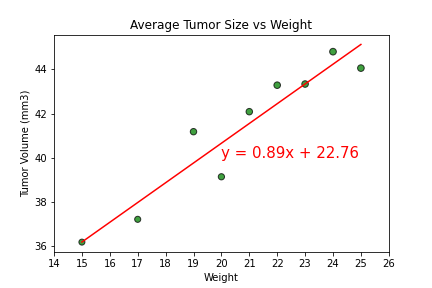 Average Tumor Size vs Weight
Tumor Volume (mm3)
44
42
40
38
36
y = 0.89x + 22.76
14 15 16 17 18 19 20 21 22 23 24 25 26
Weight